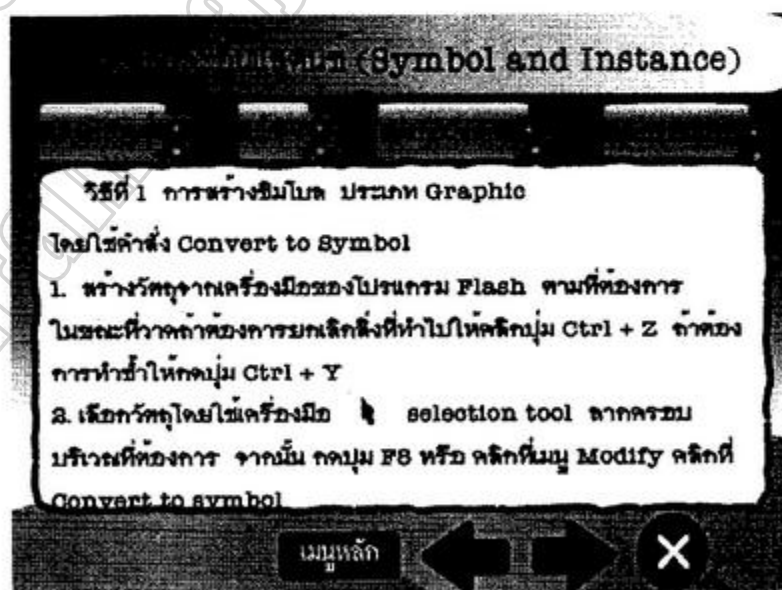 (Symbol and Instance)
วิธีที่ 1 การสร้างซิมโบล ประเภท Graphic
โดยใช้คำสั่ง Convert to Symbol
1. สร้างวัตถุจากเครื่องมือของโปรแกรม Flash ตามที่ต้องการ
ในขณะที่วาดถ้าต้องการยกเลิกสิ่งที่ทำไปให้คลิกปุ่ม Ctrl + Z ถ้าต้อง
การทำซ้ำให้กดปุ่ม Ctrl + Y
2. เลือกวัตถุโดยใช้เครื่องมือ selection tool ลากครอบ
บริเวณที่ต้องการ จากนั้น กดปุ่ม F8 หรือ คลิกที่เมนู Modify คลิกที่
Convert to symbol
เมนูหลัก